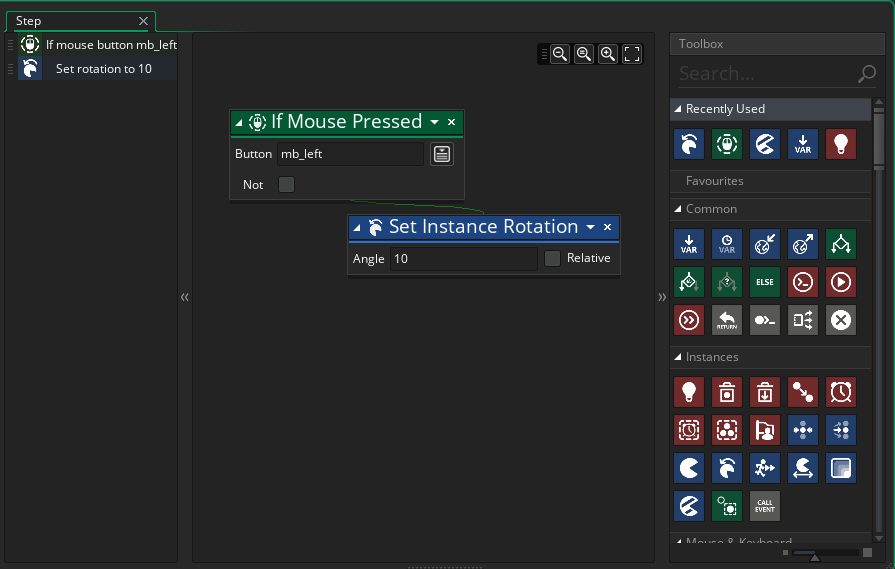 Step
If mouse button mb_left
Set rotation to 10
If Mouse Pressed
Button mb_left
Not
Set Instance Rotation
Angle 10 Relative
Toolbox
Search...
Recently Used
VAR
Favourites
Common
VAR VAR
ELSE
RETURN
Instances
CALL
EVENT
Mouse & Keyboard